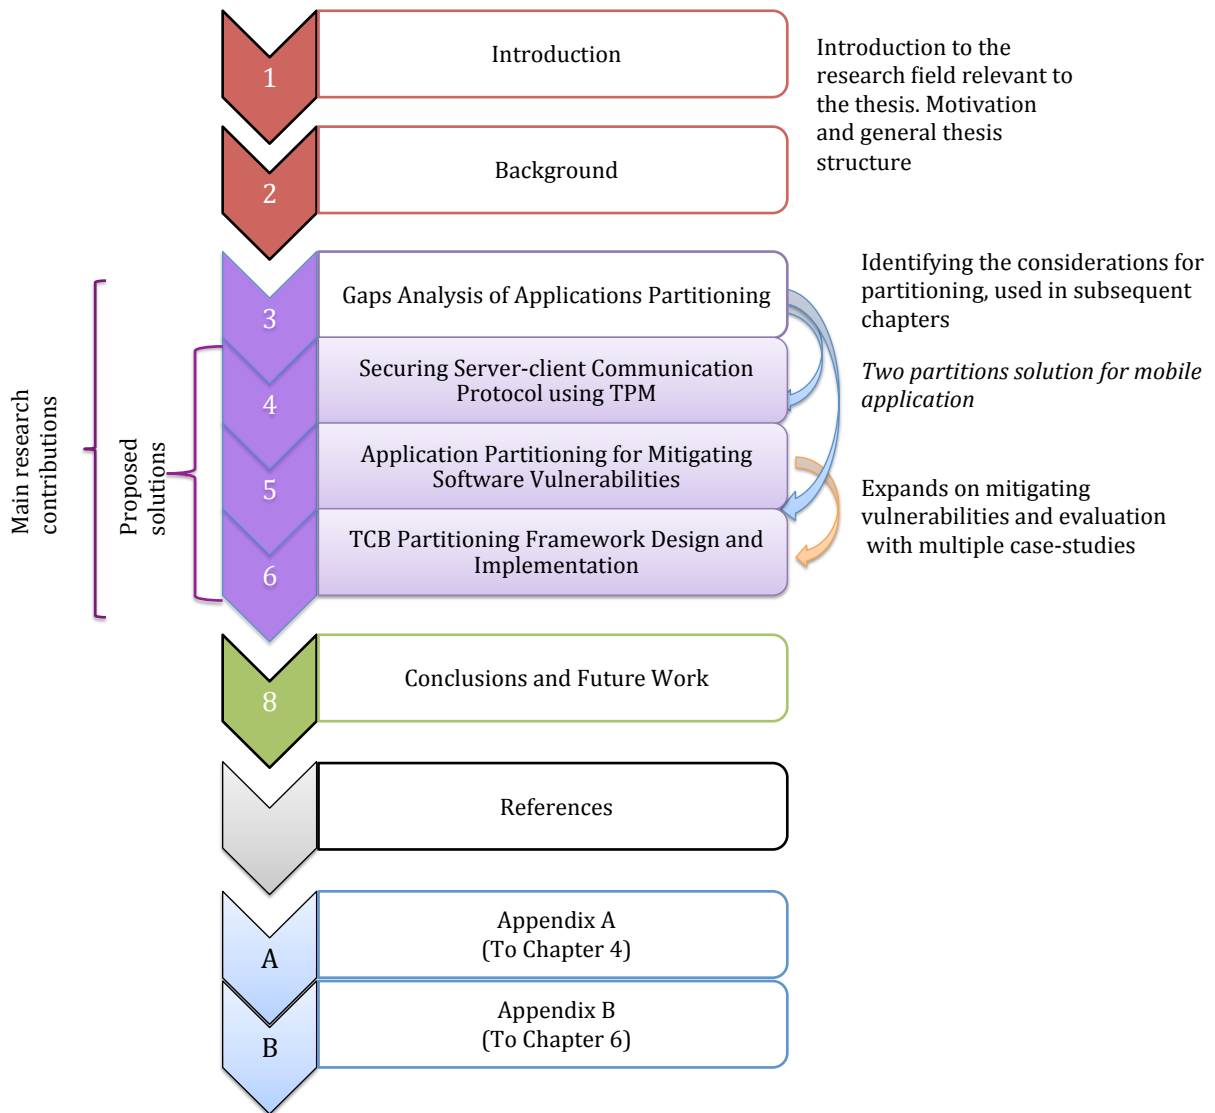 1
Introduction
Introduction to the
research field relevant to
the thesis. Motivation
and general thesis
structure
2
Background
Main research
contributions
Proposed
solutions
3
Gaps Analysis of Applications Partitioning
Identifying the considerations for
partitioning, used in subsequent
chapters
4
Securing Server-client Communication
Protocol using TPM
Two partitions solution for mobile
application
5
Application Partitioning for Mitigating
Software Vulnerabilities
Expands on mitigating
vulnerabilities and evaluation
with multiple case-studies
6
TCB Partitioning Framework Design and
Implementation
8
Conclusions and Future Work
References
A
Appendix A
(To Chapter 4)
B
Appendix B
(To Chapter 6)